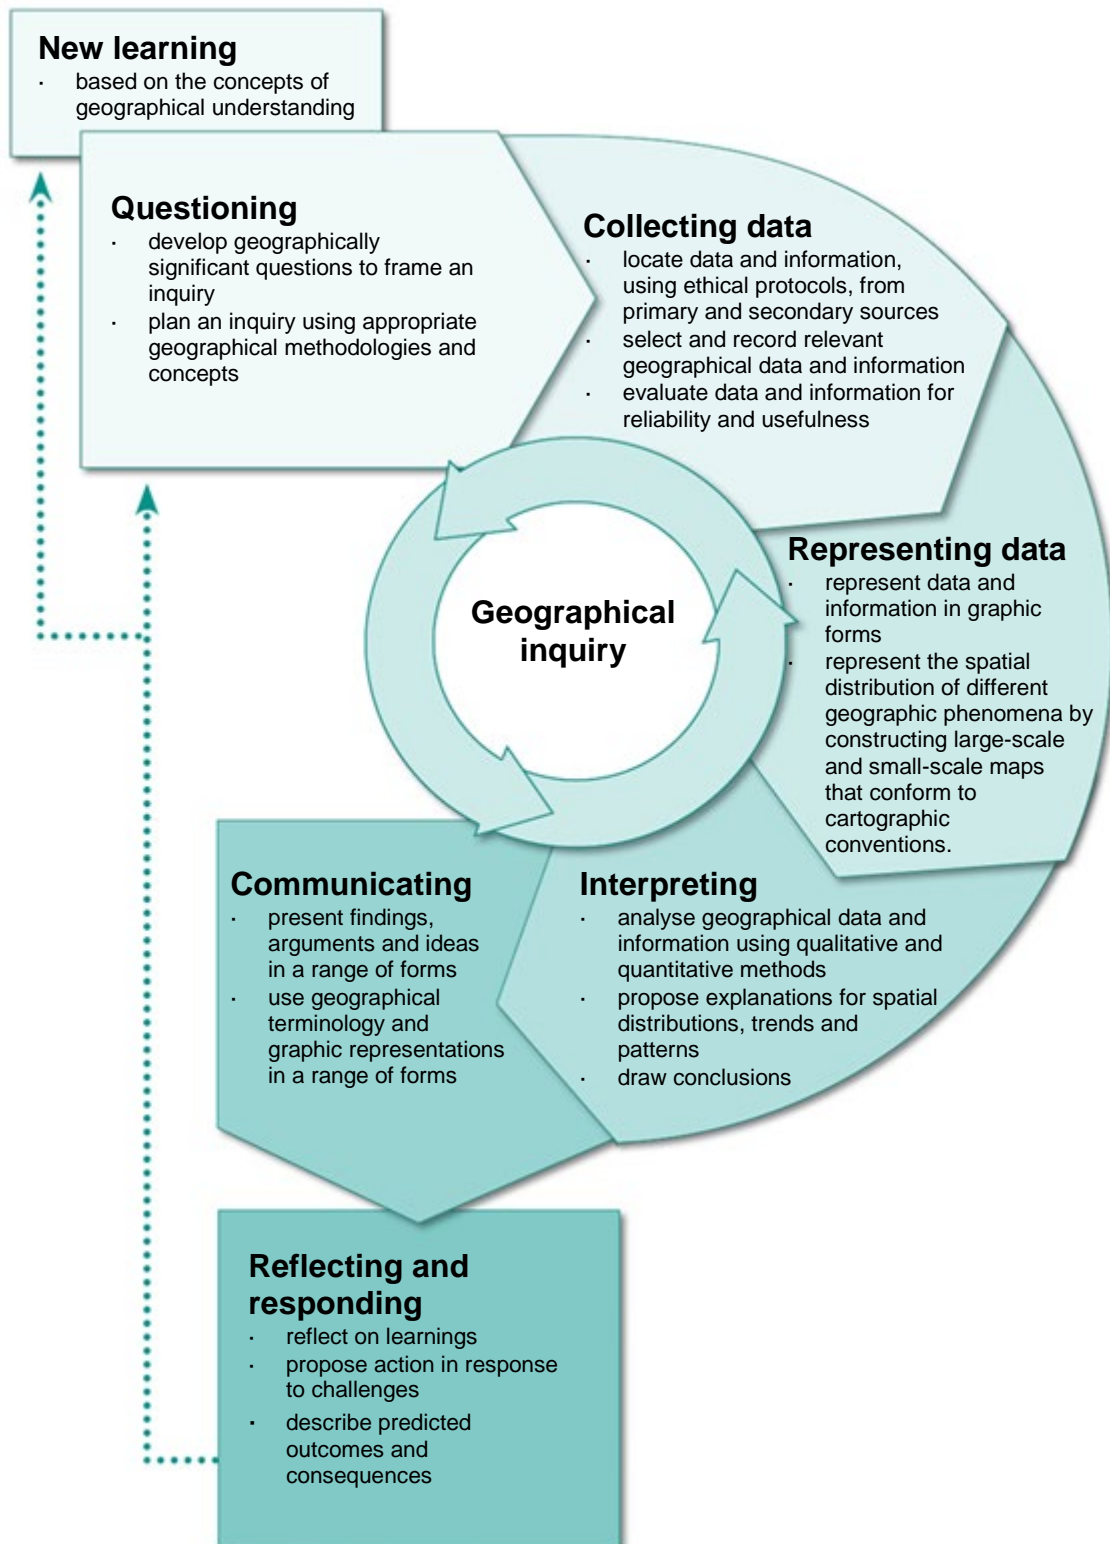 New learning
· based on the concepts of
geographical understanding
Questioning
· develop geographically
significant questions to frame an
inquiry
· plan an inquiry using appropriate
geographical methodologies and
concepts
Collecting data
· locate data and information,
using ethical protocols, from
primary and secondary sources
· select and record relevant
geographical data and information
· evaluate data and information for
reliability and usefulness
Representing data
· represent data and
information in graphic
forms
· represent the spatial
distribution of different
geographic phenomena by
constructing large-scale
and small-scale maps
that conform to
cartographic
conventions.
Geographical
inquiry
Interpreting
· analyse geographical data and
information using qualitative and
quantitative methods
· propose explanations for spatial
distributions, trends and
patterns
· draw conclusions
Communicating
· present findings,
arguments and ideas
in a range of forms
· use geographical
terminology and
graphic representations
in a range of forms
Reflecting and
responding
· reflect on learnings
· propose action in response
to challenges
· describe predicted
outcomes and
consequences